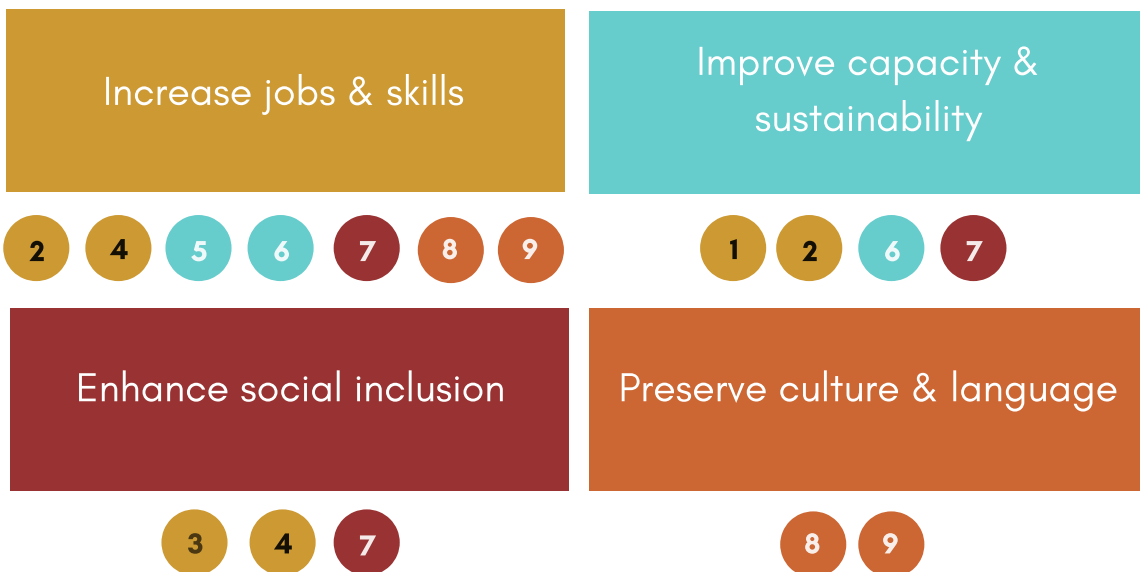 Increase jobs & skills
Improve capacity &
sustainability
2 4 5 6 7 8 9
1 2 6 7
Enhance social inclusion
Preserve culture & language
3 4 7
8 9